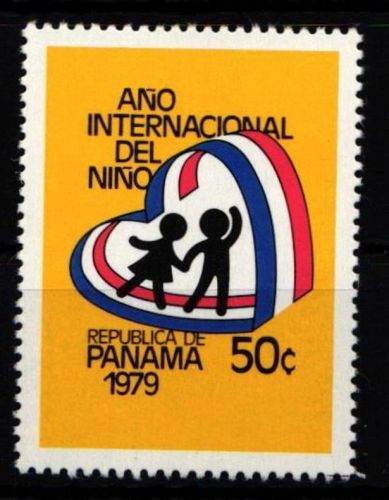 AÑO
INTERNACIONAL
DEL
NIÑO
REPUBLICA DE
PANAMA
1979
50¢